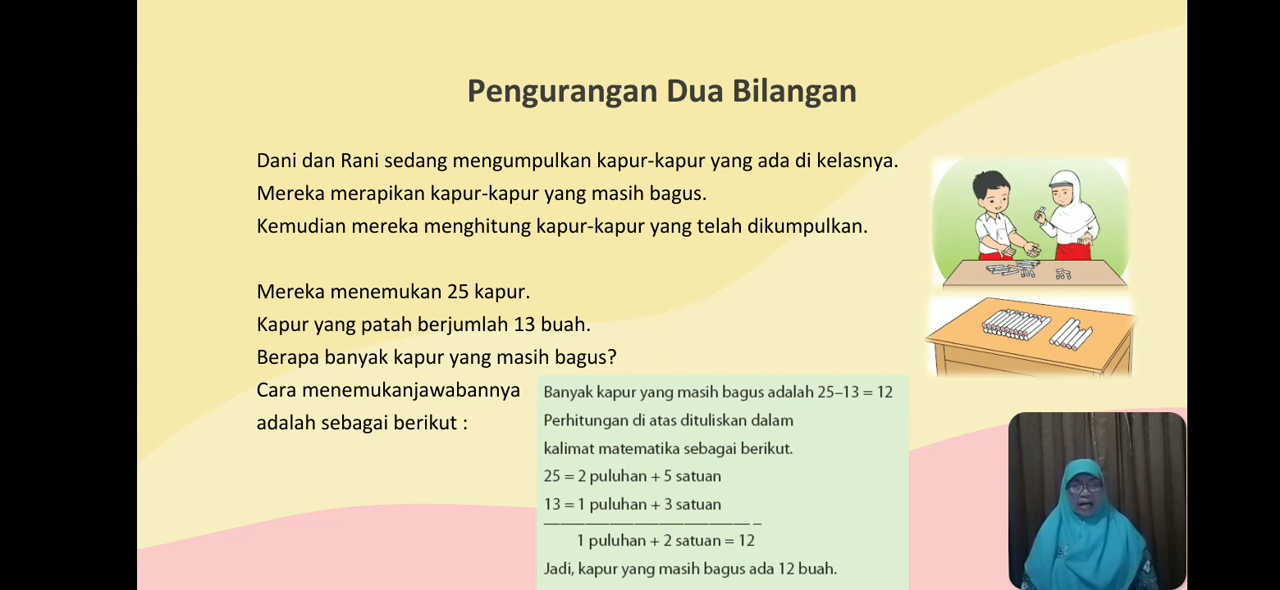 Pengurangan Dua Bilangan
Dani dan Rani sedang mengumpulkan kapur-kapur yang ada di kelasnya.
Mereka merapikan kapur-kapur yang masih bagus.
Kemudian mereka menghitung kapur-kapur yang telah dikumpulkan.
Mereka menemukan 25 kapur.
Kapur yang patah berjumlah 13 buah.
Berapa banyak kapur yang masih bagus?
Cara menemukanjawabannya
adalah sebagai berikut :
Banyak kapur yang masih bagus adalah 25–13 = 12
Perhitungan di atas dituliskan dalam
kalimat matematika sebagai berikut.
25 = 2 puluhan + 5 satuan
13 = 1 puluhan + 3 satuan
–
1 puluhan + 2 satuan = 12
Jadi, kapur yang masih bagus ada 12 buah.